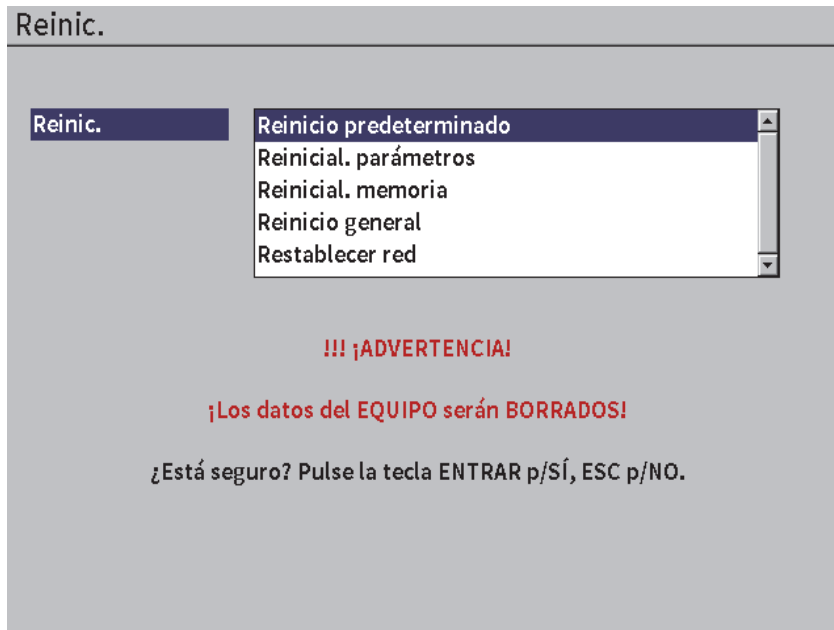 Reinic.
Reinic.
Reinicio predeterminado
Reinicial. parámetros
Reinicial. memoria
Reinicio general
Restablecer red
!!! ¡ADVERTENCIA!
¡Los datos del EQUIPO serán BORRADOS!
¿Está seguro? Pulse la tecla ENTRAR p/SÍ, ESC p/NO.